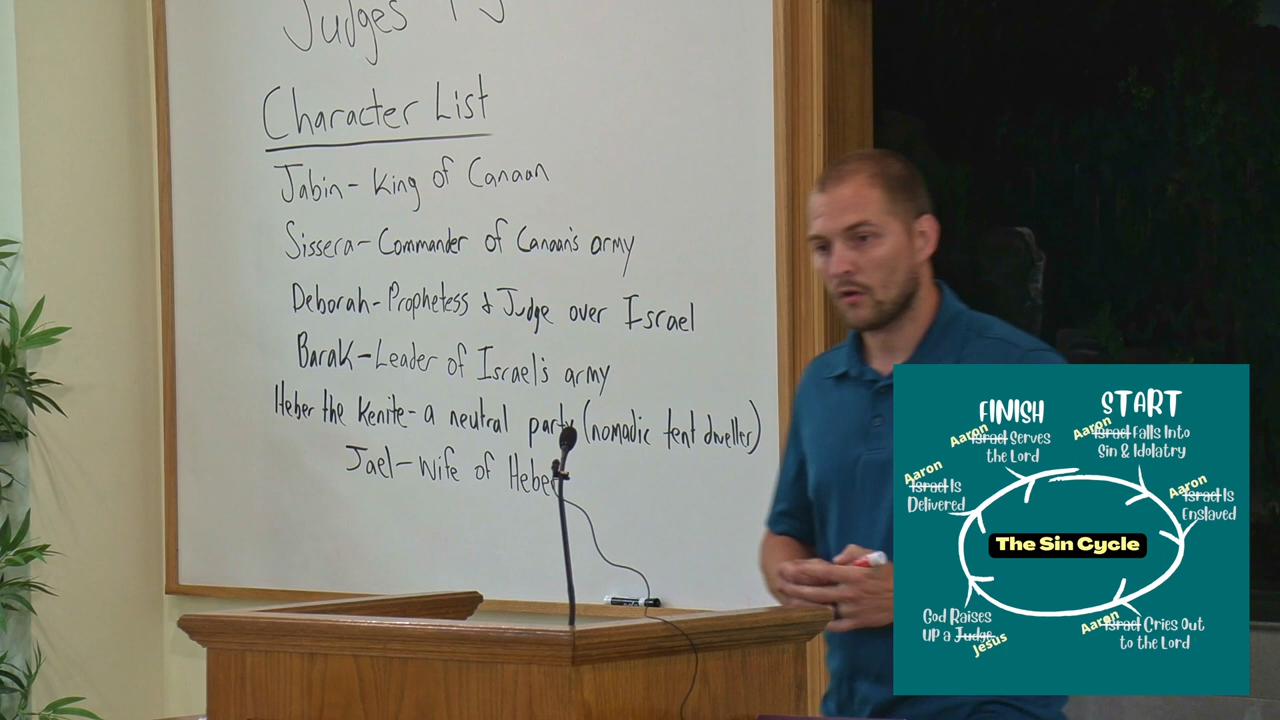 Judges 4
Character List
Jabin - King of Canaan
Sissera - Commander of Canaan's army
Deborah - Prophetess & Judge over Israel
Barak - Leader of Israel's army
Heber the Kenite - a neutral party (nomadic tent dweller)
Jael - wife of Heber
FINISH
Aaron
Israel Serves
the Lord
START
Aaron
Israel Falls Into
Sin & Idolatry
Aaron
Israel Is
Enslaved
Aaron
Israel Cries Out
to the Lord
God Raises
Up a Judge
Jesus
Aaron
Israel Is
Delivered
The Sin Cycle